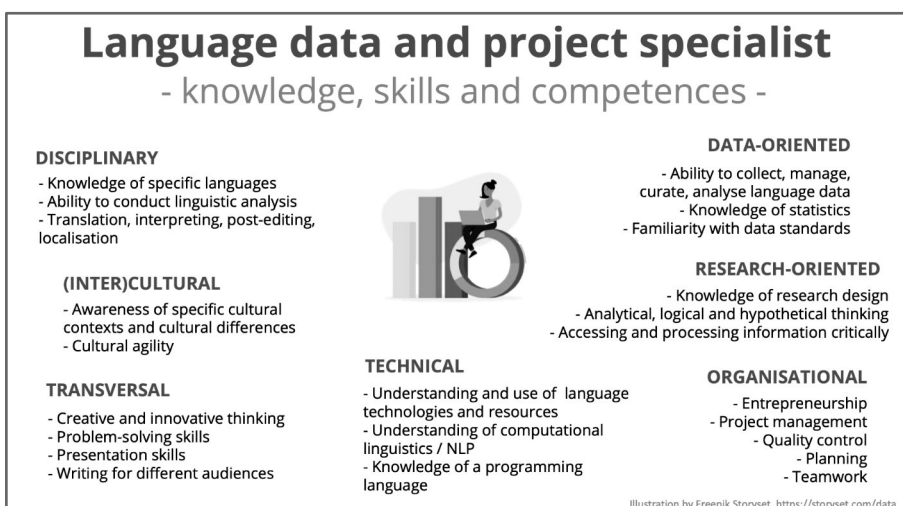 Language data and project specialist
- knowledge, skills and competences -
DISCIPLINARY
- Knowledge of specific languages
- Ability to conduct linguistic analysis
- Translation, interpreting, post-editing,
localisation
(INTER)CULTURAL
- Awareness of specific cultural
contexts and cultural differences
- Cultural agility
TRANSVERSAL
- Creative and innovative thinking
- Problem-solving skills
- Presentation skills
- Writing for different audiences
TECHNICAL
- Understanding and use of language
technologies and resources
- Understanding of computational
linguistics / NLP
- Knowledge of a programming
language
DATA-ORIENTED
- Ability to collect, manage,
curate, analyse language data
- Knowledge of statistics
- Familiarity with data standards
RESEARCH-ORIENTED
- Knowledge of research design
- Analytical, logical and hypothetical thinking
- Accessing and processing information critically
ORGANISATIONAL
- Entrepreneurship
- Project management
- Quality control
- Planning
- Teamwork
Illustration by Freepik Storyset, https://storyset.com/data